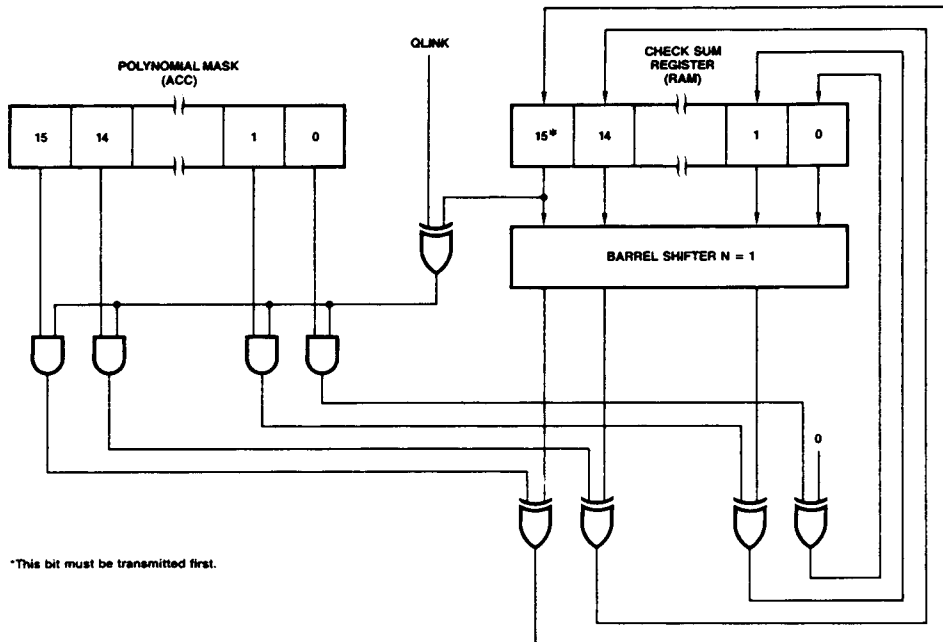 QLINK
POLYNOMIAL MASK
(ACC)
CHECK SUM
REGISTER
(RAM)
15 14 1 0
15* 14 1 0
BARREL SHIFTER N = 1
0
*This bit must be transmitted first.